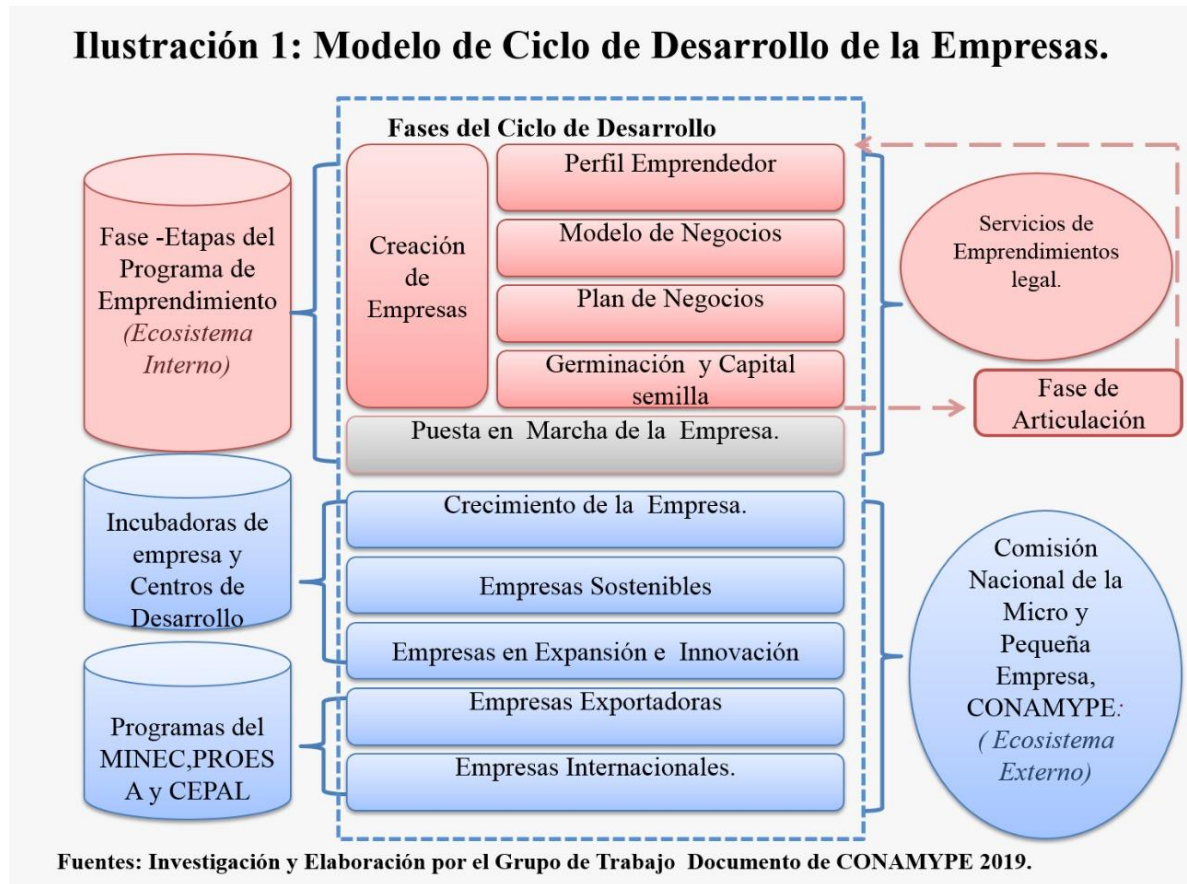 Ilustración 1: Modelo de Ciclo de Desarrollo de la Empresas.
Fases del Ciclo de Desarrollo
Fase -Etapas del
Programa de
Emprendimiento
(Ecosistema
Interno)
Creación
de
Empresas
Perfil Emprendedor
Modelo de Negocios
Plan de Negocios
Germinación y Capital
semilla
Puesta en Marcha de la Empresa.
Servicios de
Emprendimientos
legal.
Fase de
Articulación
Incubadoras de
empresa y
Centros de
Desarrollo
Crecimiento de la Empresa.
Empresas Sostenibles
Empresas en Expansión e Innovación
Programas del
MINEC,PROES
A y CEPAL
Empresas Exportadoras
Empresas Internacionales.
Comisión
Nacional de la
Micro y
Pequeña
Empresa,
CONAMYPE:
( Ecosistema
Externo)
Fuentes: Investigación y Elaboración por el Grupo de Trabajo Documento de CONAMYPE 2019.